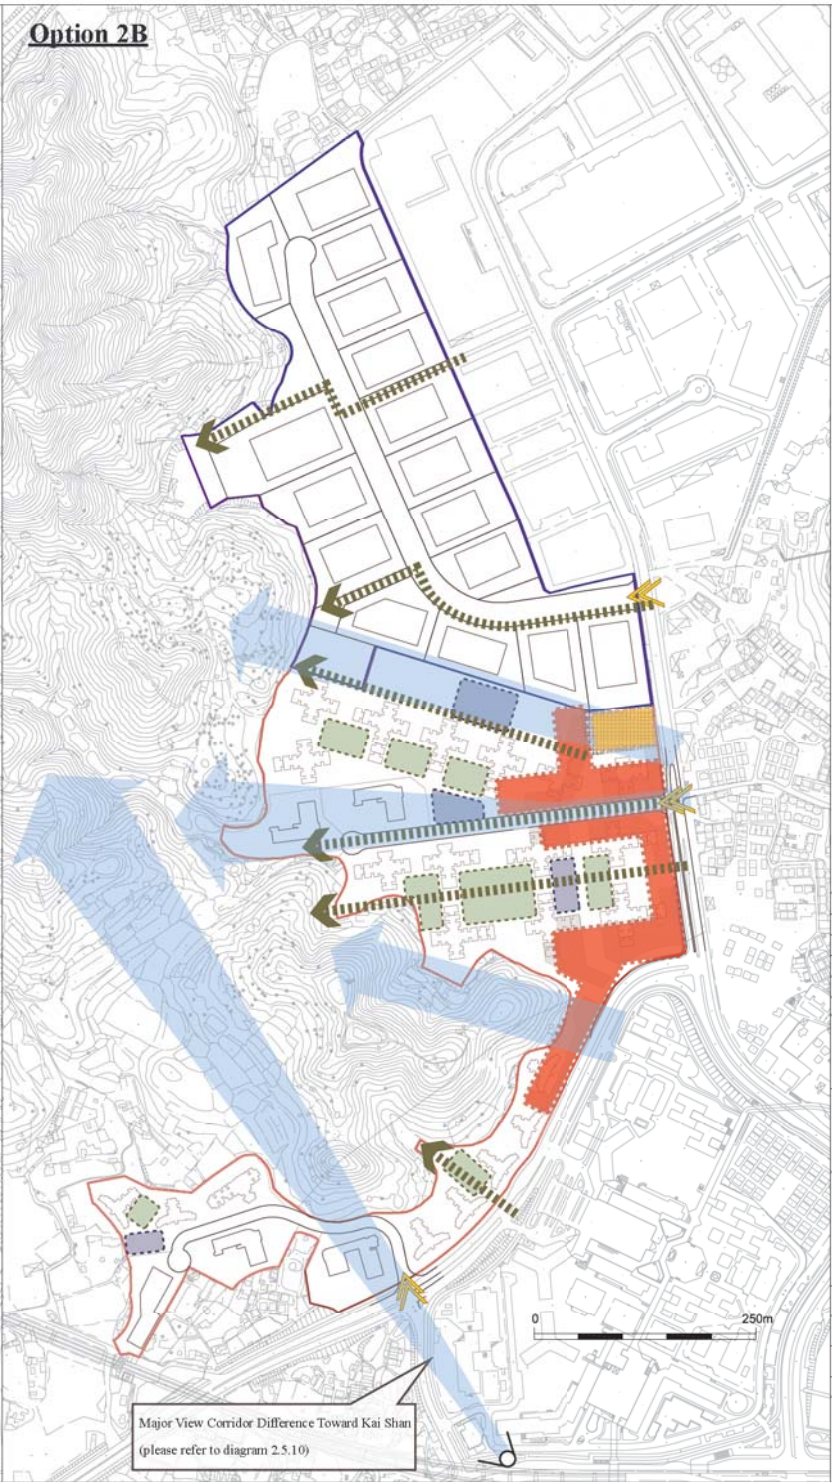 Option 2B
0 250m
Major View Corridor Difference Toward Kai Shan
(please refer to diagram 2.5.10)